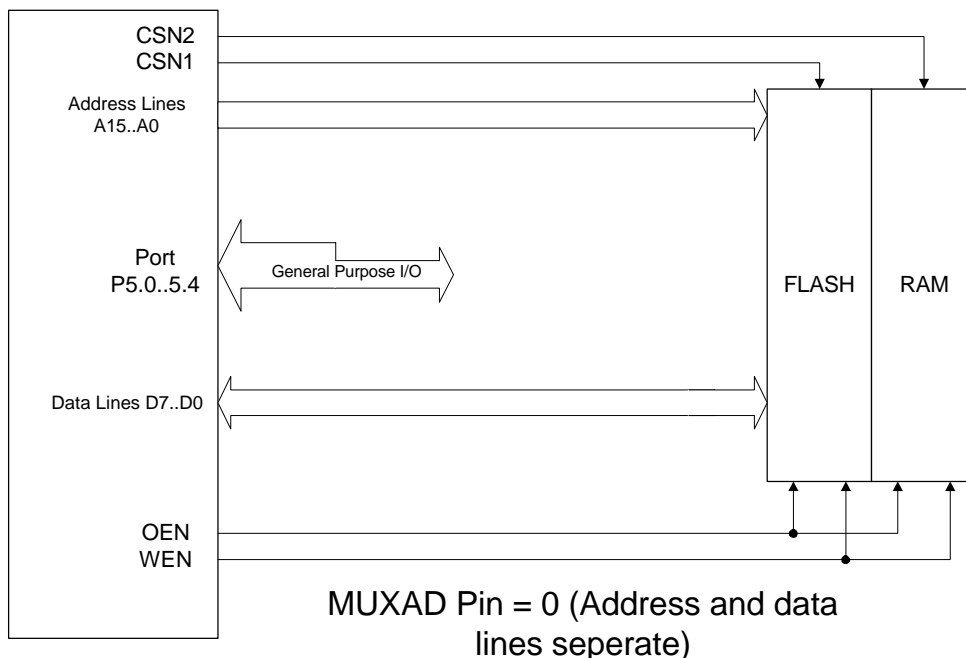 CSN2
CSN1
Address Lines
A15..A0
Port
P5.0..5.4
General Purpose I/O
FLASH
RAM
Data Lines D7..D0
OEN
WEN
MUXAD Pin = 0 (Address and data
lines seperate)